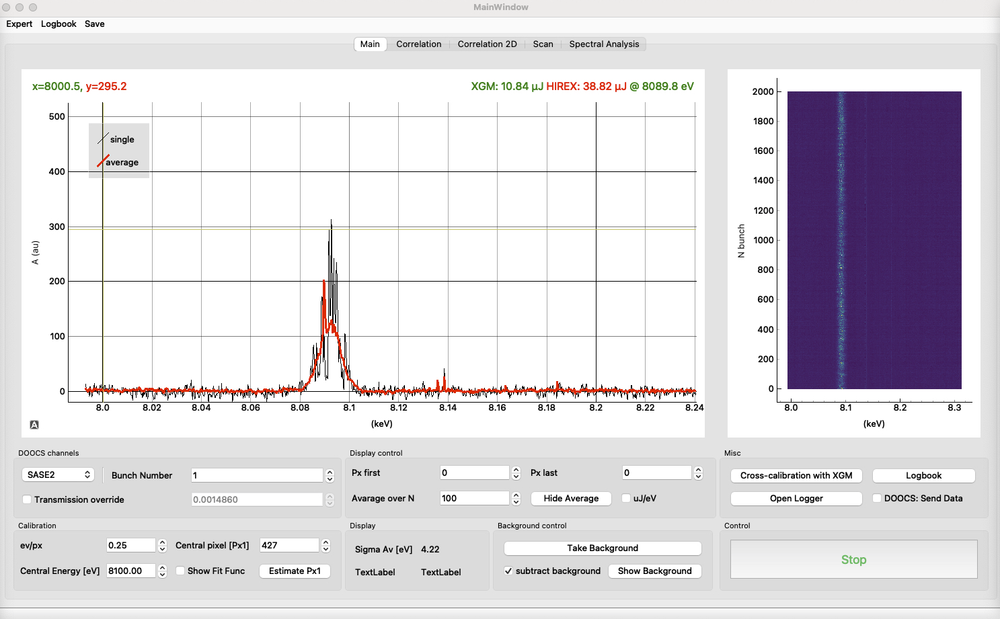 MainWindow
Expert Logbook Save
Main Correlation Correlation 2D Scan Spectral Analysis
x=8000.5, y=295.2
XGM: 10.84 µJ HIREX: 38.82 µJ @ 8089.8 eV
single
average
500
400
300
200
100
0
A (au)
8.0 8.02 8.04 8.06 8.08 8.1 8.12 8.14 8.16 8.18 8.2 8.22 8.24
(keV)
A
2000
1800
1600
1400
1200
1000
800
600
400
200
0
N bunch
8.0 8.1 8.2 8.3
(keV)
DOOCS channels
SASE2 Bunch Number 1
Transmission override 0.0014860
Display control
Px first 0 Px last 0
Avarage over N 100 Hide Average uJ/eV
Misc
Cross-calibration with XGM Logbook
Open Logger DOOCS: Send Data
Calibration
ev/px 0.25 Central pixel [Px1] 427
Central Energy [eV] 8100.00 Show Fit Func Estimate Px1
Display
Sigma Av [eV] 4.22
TextLabel TextLabel
Background control
Take Background
subtract background Show Background
Control
Stop